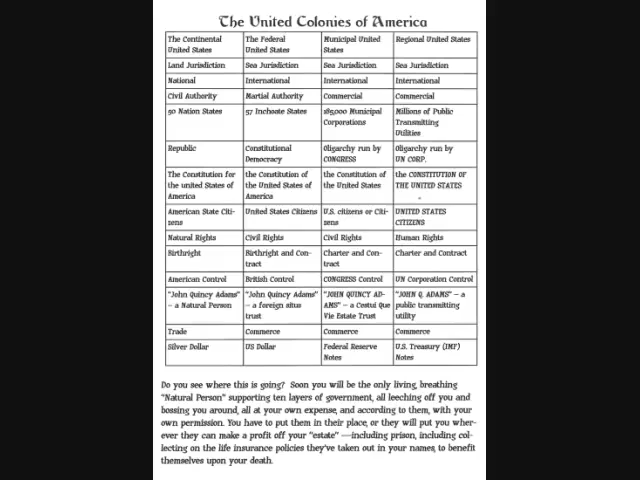 The United Colonies of America
The Continental The Federal Municipal United Regional United States
United States United States States
Land Jurisdiction Sea Jurisdiction Sea Jurisdiction Sea Jurisdiction
National International International International
Civil Authority Martial Authority Commercial Commercial
50 Nation States 57 Inchoate States 185,000 Municipal Millions of Public
Corporations Transmitting
Utilities
Republic Constitutional Oligarchy run by Oligarchy run by
Democracy CONGRESS UN CORP.
The Constitution for the Constitution of the Constitution of the CONSTITUTION OF
the united States of the United States of the United States THE UNITED STATES
America America
American State Citi- United States Citizens U.S. citizens or Citi- UNITED STATES
zens zens CITIZENS
Natural Rights Civil Rights Civil Rights Human Rights
Birthright Birthright and Con- Charter and Con- Charter and Contract
tract tract
American Control British Control CONGRESS Control UN Corporation Control
"John Quincy Adams" "John Quincy Adams" "JOHN QUINCY AD- "JOHN Q. ADAMS" – a
– a Natural Person – a foreign situs AMS" – a Cestui Que public transmitting
trust Vie Estate Trust utility
Trade Commerce Commerce Commerce
Silver Dollar US Dollar Federal Reserve U.S. Treasury (IMF)
Notes Notes
Do you see where this is going? Soon you will be the only living, breathing
"Natural Person" supporting ten layers of government, all leeching off you and
bossing you around, all at your own expense, and according to them, with your
own permission. You have to put them in their place, or they will put you wher-
ever they can make a profit off your "estate" —including prison, including col-
lecting on the life insurance policies they've taken out in your names, to benefit
themselves upon your death.